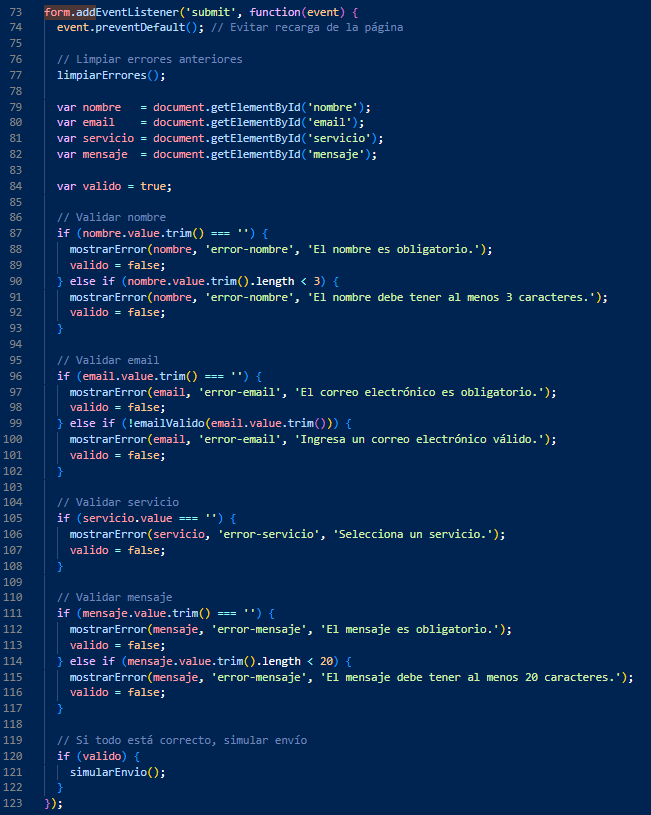 73 form.addEventListener('submit', function(event) {
74   event.preventDefault(); // Evitar recarga de la página
75
76   // Limpiar errores anteriores
77   limpiarErrores();
78
79   var nombre   = document.getElementById('nombre');
80   var email    = document.getElementById('email');
81   var servicio = document.getElementById('servicio');
82   var mensaje  = document.getElementById('mensaje');
83
84   var valido = true;
85
86   // Validar nombre
87   if (nombre.value.trim() === '') {
88     mostrarError(nombre, 'error-nombre', 'El nombre es obligatorio.');
89     valido = false;
90   } else if (nombre.value.trim().length < 3) {
91     mostrarError(nombre, 'error-nombre', 'El nombre debe tener al menos 3 caracteres.');
92     valido = false;
93   }
94
95   // Validar email
96   if (email.value.trim() === '') {
97     mostrarError(email, 'error-email', 'El correo electrónico es obligatorio.');
98     valido = false;
99   } else if (!emailValido(email.value.trim())) {
100     mostrarError(email, 'error-email', 'Ingresa un correo electrónico válido.');
101     valido = false;
102   }
103
104   // Validar servicio
105   if (servicio.value === '') {
106     mostrarError(servicio, 'error-servicio', 'Selecciona un servicio.');
107     valido = false;
108   }
109
110   // Validar mensaje
111   if (mensaje.value.trim() === '') {
112     mostrarError(mensaje, 'error-mensaje', 'El mensaje es obligatorio.');
113     valido = false;
114   } else if (mensaje.value.trim().length < 20) {
115     mostrarError(mensaje, 'error-mensaje', 'El mensaje debe tener al menos 20 caracteres.');
116     valido = false;
117   }
118
119   // Si todo está correcto, simular envío
120   if (valido) {
121     simularEnvio();
122   }
123 });